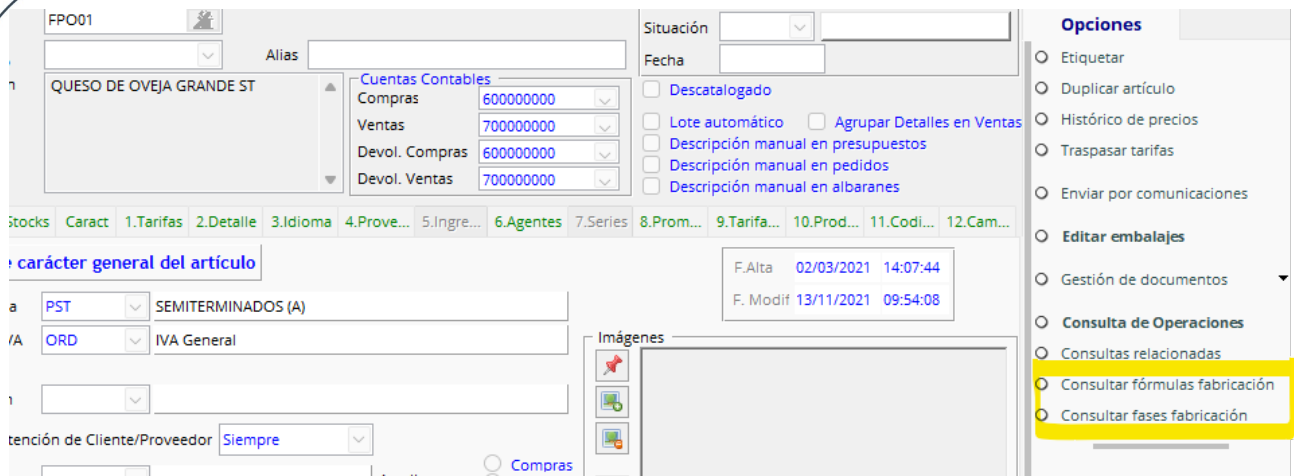 FPO01
Alias
n
QUESO DE OVEJA GRANDE ST
Cuentas Contables
Compras 600000000
Ventas 700000000
Devol. Compras 600000000
Devol. Ventas 700000000
Situación
Fecha
Descatalogado
Lote automático Agrupar Detalles en Ventas
Descripción manual en presupuestos
Descripción manual en pedidos
Descripción manual en albaranes
Stocks Caract 1.Tarifas 2.Detalle 3.Idioma 4.Prove... 5.Ingre... 6.Agentes 7.Series 8.Prom... 9.Tarifa... 10.Prod... 11.Codi... 12.Cam...
e carácter general del artículo
F.Alta 02/03/2021 14:07:44
F. Modif 13/11/2021 09:54:08
a PST SEMITERMINADOS (A)
VA ORD IVA General
n
tención de Cliente/Proveedor Siempre
Compras
Imágenes
Opciones
Etiquetar
Duplicar artículo
Histórico de precios
Traspasar tarifas
Enviar por comunicaciones
Editar embalajes
Gestión de documentos
Consulta de Operaciones
Consultas relacionadas
Consultar fórmulas fabricación
Consultar fases fabricación